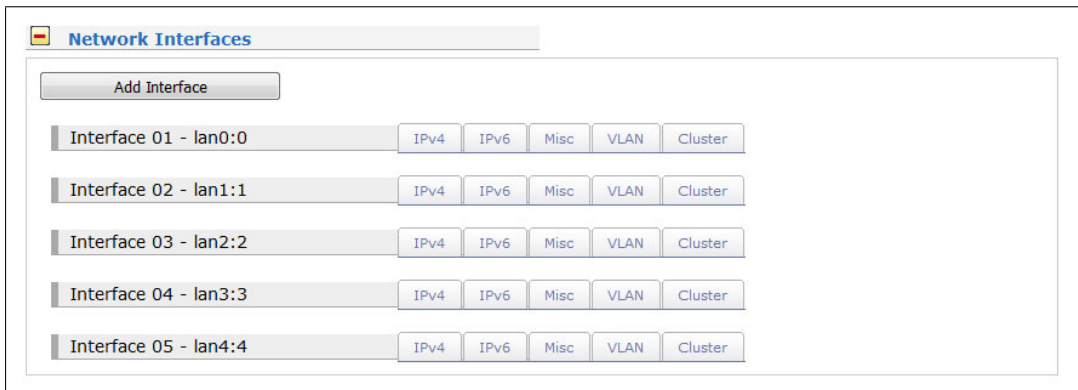 Network Interfaces
Add Interface
Interface 01 - lan0:0 IPv4 IPv6 Misc VLAN Cluster
Interface 02 - lan1:1 IPv4 IPv6 Misc VLAN Cluster
Interface 03 - lan2:2 IPv4 IPv6 Misc VLAN Cluster
Interface 04 - lan3:3 IPv4 IPv6 Misc VLAN Cluster
Interface 05 - lan4:4 IPv4 IPv6 Misc VLAN Cluster